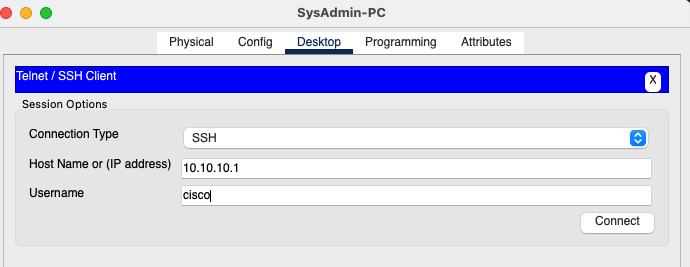 SysAdmin-PC
Physical Config Desktop Programming Attributes
Telnet / SSH Client X
Session Options
Connection Type SSH
Host Name or (IP address) 10.10.10.1
Username cisco
Connect